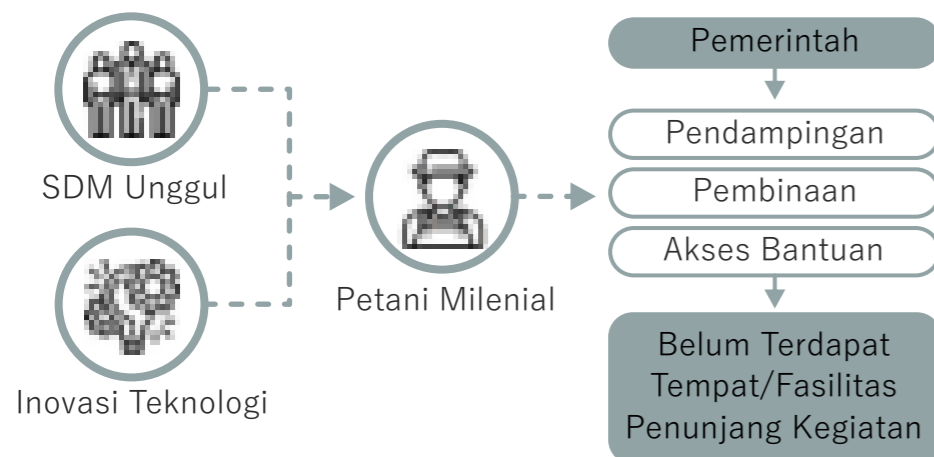 SDM Unggul
Inovasi Teknologi
Petani Milenial
Pemerintah
Pendampingan
Pembinaan
Akses Bantuan
Belum Terdapat
Tempat/Fasilitas
Penunjang Kegiatan